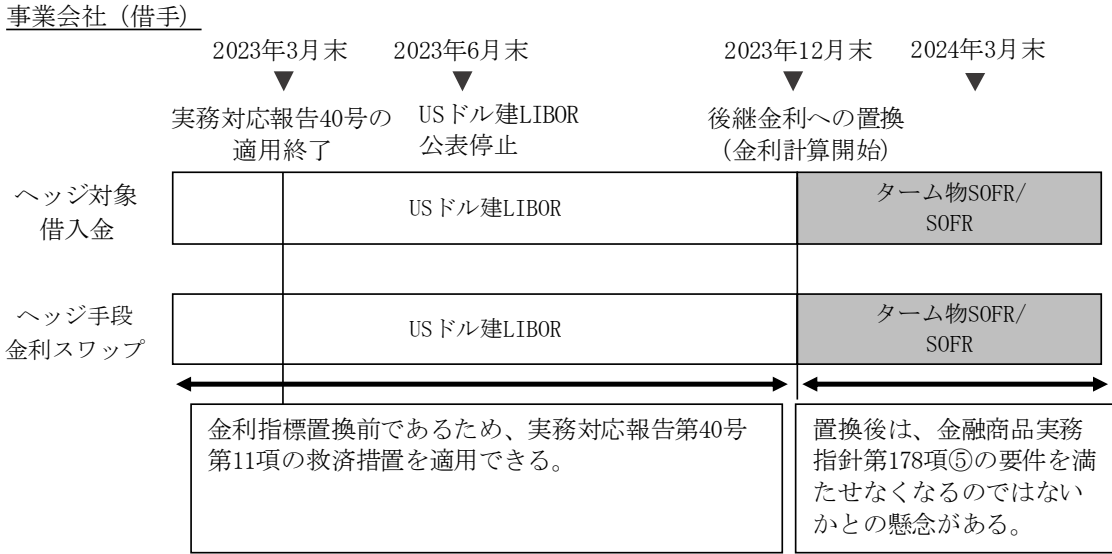 事業会社（借手）
2023年3月末
2023年6月末
2023年12月末
2024年3月末
実務対応報告40号の
適用終了
USドル建LIBOR
公表停止
後継金利への置換
（金利計算開始）
ヘッジ対象
借入金
USドル建LIBOR
ターム物SOFR/
SOFR
ヘッジ手段
金利スワップ
USドル建LIBOR
ターム物SOFR/
SOFR
金利指標置換前であるため、実務対応報告第40号
第11項の救済措置を適用できる。
置換後は、金融商品実務
指針第178項⑤の要件を満
たせなくなるのではない
かとの懸念がある。